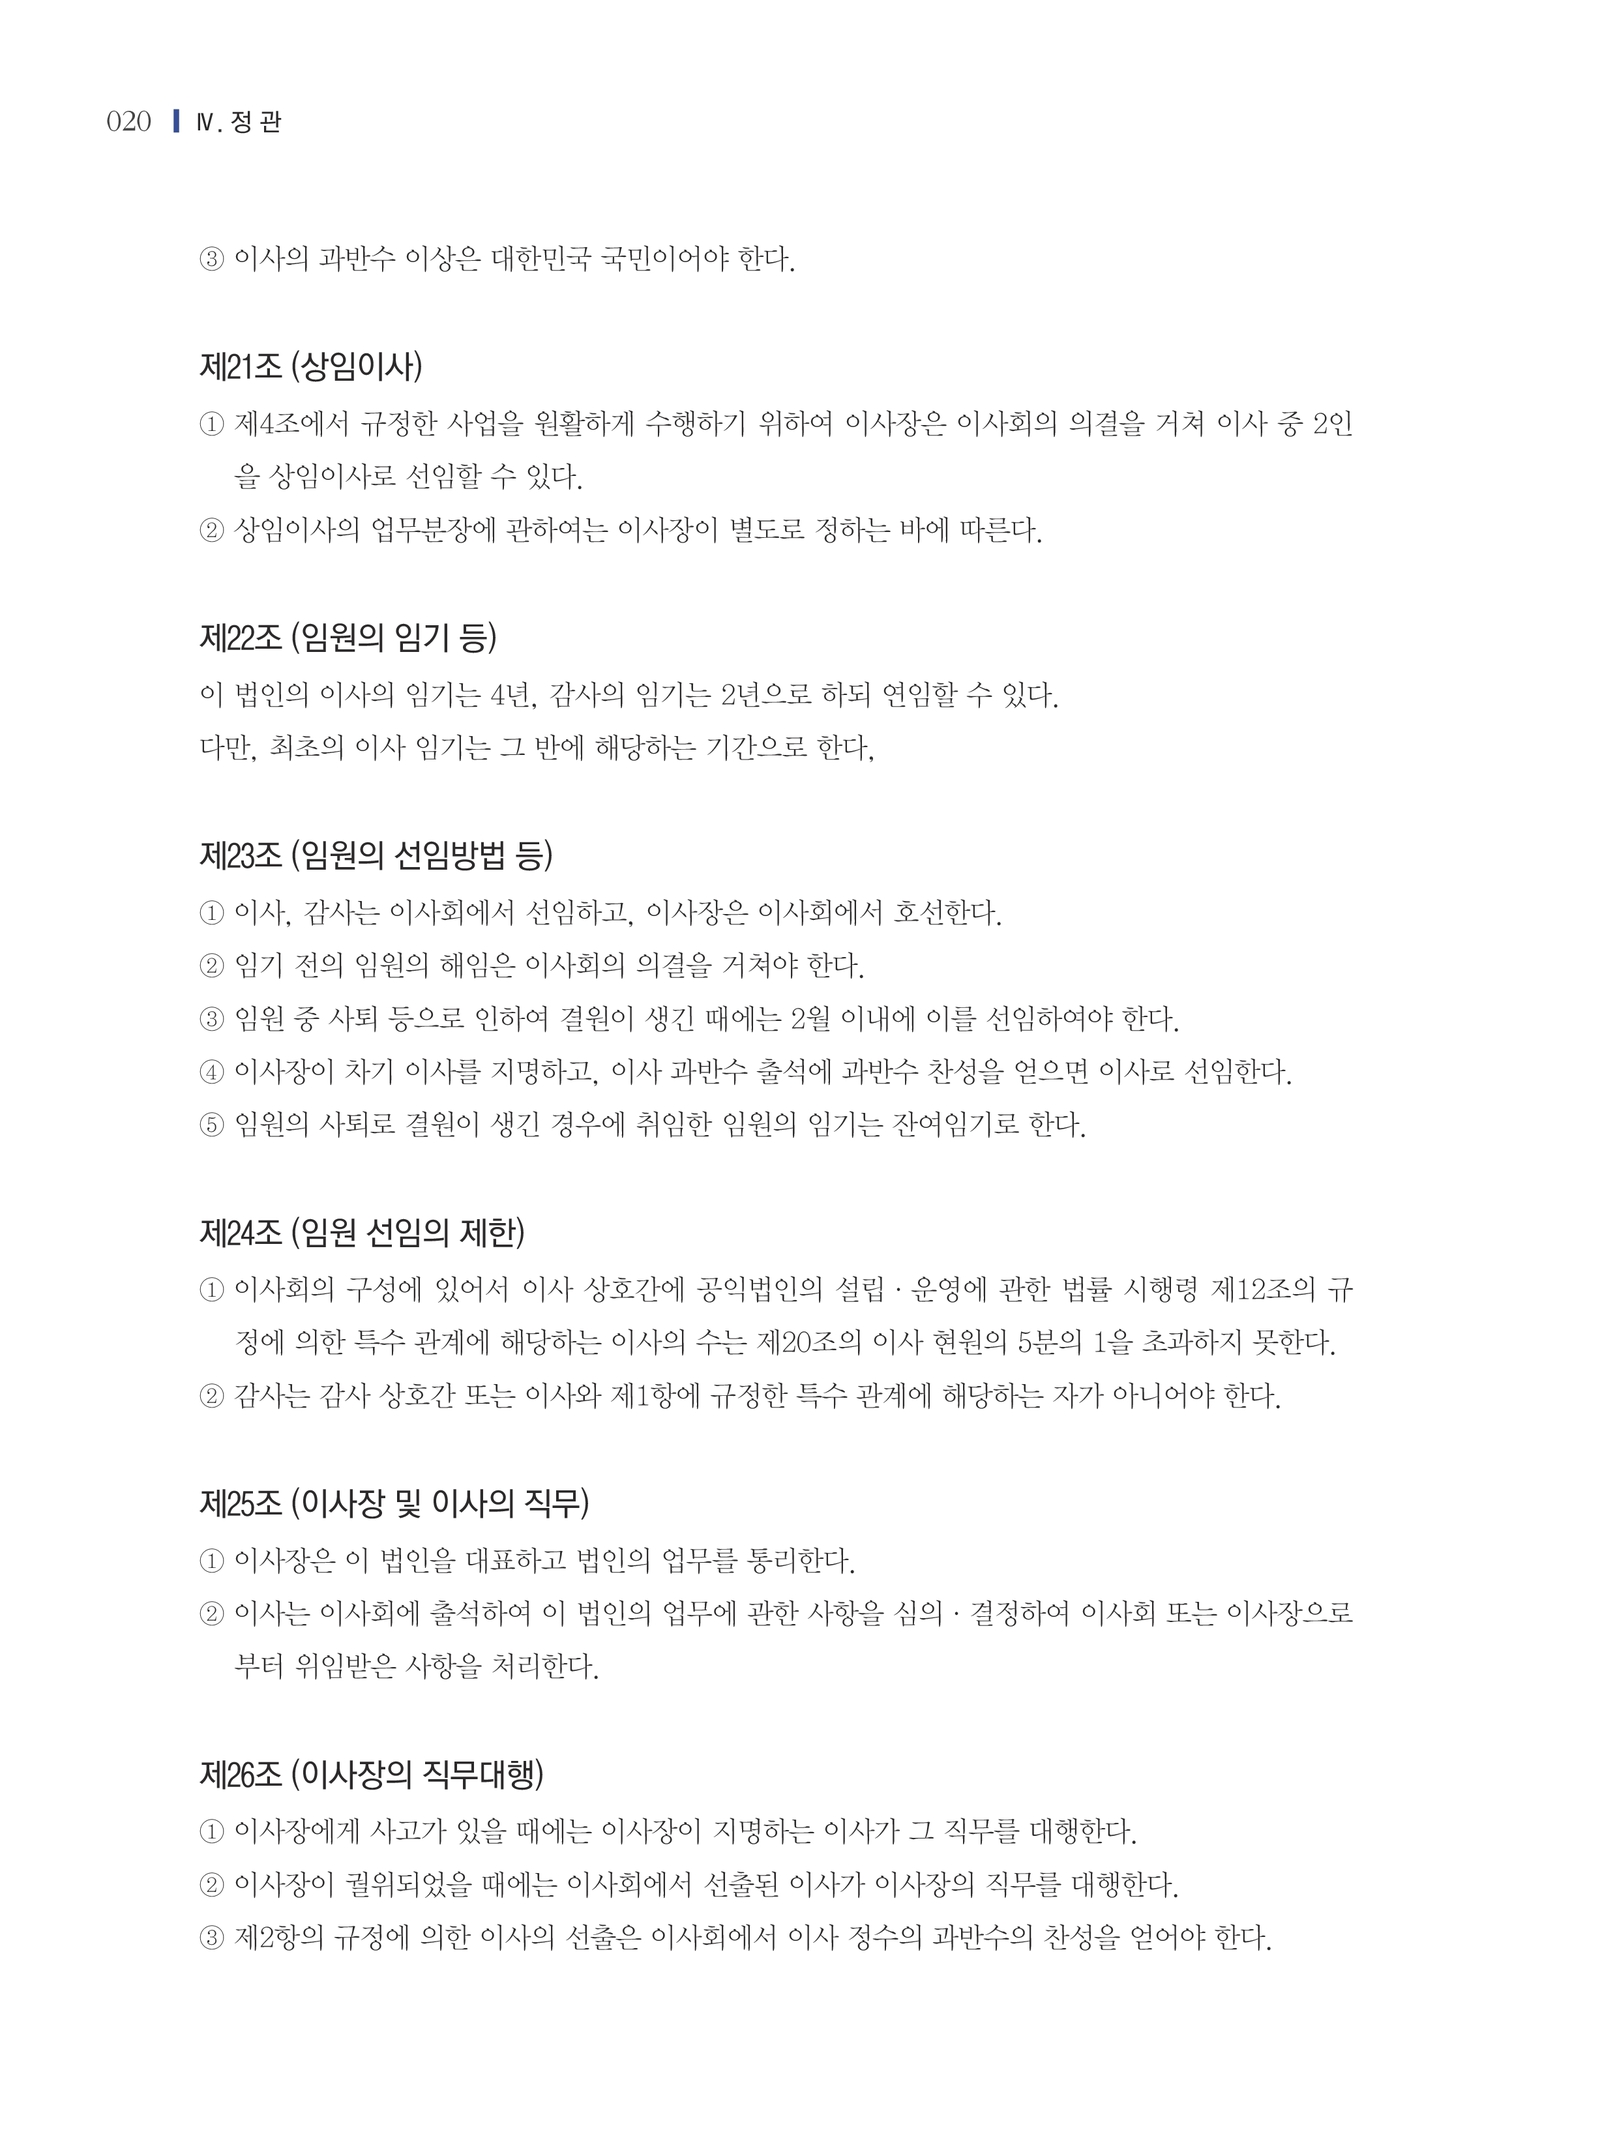 020 Ⅳ. 정 관
③ 이사의 과반수 이상은 대한민국 국민이어야 한다.
제21조 (상임이사)
① 제4조에서 규정한 사업을 원활하게 수행하기 위하여 이사장은 이사회의 의결을 거쳐 이사 중 2인
을 상임이사로 선임할 수 있다.
② 상임이사의 업무분장에 관하여는 이사장이 별도로 정하는 바에 따른다.
제22조 (임원의 임기 등)
이 법인의 이사의 임기는 4년, 감사의 임기는 2년으로 하되 연임할 수 있다.
다만, 최초의 이사 임기는 그 반에 해당하는 기간으로 한다,
제23조 (임원의 선임방법 등)
① 이사, 감사는 이사회에서 선임하고, 이사장은 이사회에서 호선한다.
② 임기 전의 임원의 해임은 이사회의 의결을 거쳐야 한다.
③ 임원 중 사퇴 등으로 인하여 결원이 생긴 때에는 2월 이내에 이를 선임하여야 한다.
④ 이사장이 차기 이사를 지명하고, 이사 과반수 출석에 과반수 찬성을 얻으면 이사로 선임한다.
⑤ 임원의 사퇴로 결원이 생긴 경우에 취임한 임원의 임기는 잔여임기로 한다.
제24조 (임원 선임의 제한)
① 이사회의 구성에 있어서 이사 상호간에 공익법인의 설립 · 운영에 관한 법률 시행령 제12조의 규
정에 의한 특수 관계에 해당하는 이사의 수는 제20조의 이사 현원의 5분의 1을 초과하지 못한다.
② 감사는 감사 상호간 또는 이사와 제1항에 규정한 특수 관계에 해당하는 자가 아니어야 한다.
제25조 (이사장 및 이사의 직무)
① 이사장은 이 법인을 대표하고 법인의 업무를 통리한다.
② 이사는 이사회에 출석하여 이 법인의 업무에 관한 사항을 심의 · 결정하여 이사회 또는 이사장으로
부터 위임받은 사항을 처리한다.
제26조 (이사장의 직무대행)
① 이사장에게 사고가 있을 때에는 이사장이 지명하는 이사가 그 직무를 대행한다.
② 이사장이 궐위되었을 때에는 이사회에서 선출된 이사가 이사장의 직무를 대행한다.
③ 제2항의 규정에 의한 이사의 선출은 이사회에서 이사 정수의 과반수의 찬성을 얻어야 한다.